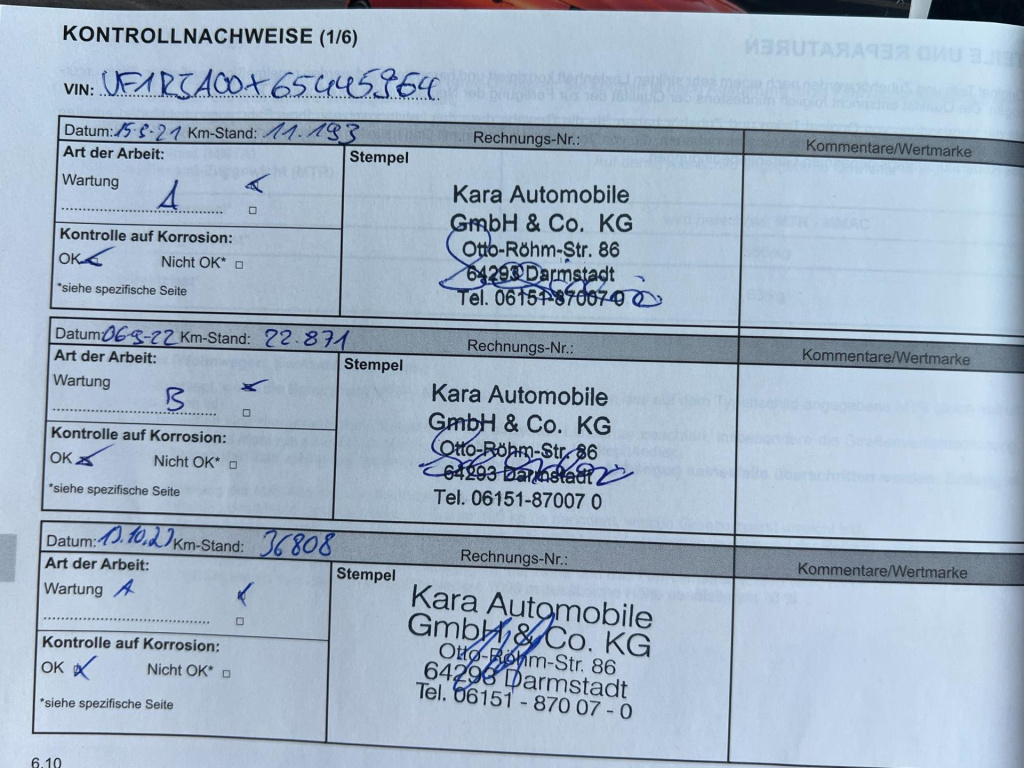 KONTROLLNACHWEISE (1/6)
VIN: VF1RJA00X65445964
Datum: 15-9-21 Km-Stand: 11.193 Rechnungs-Nr.: Kommentare/Wertmarke
Art der Arbeit: Stempel
Wartung A
Kontrolle auf Korrosion:
OK Nicht OK*
*siehe spezifische Seite
Kara Automobile
GmbH & Co. KG
Otto-Röhm-Str. 86
64293 Darmstadt
Tel. 06151-87007 0
Datum: 06-9-22 Km-Stand: 22.871 Rechnungs-Nr.: Kommentare/Wertmarke
Art der Arbeit: Stempel
Wartung
B
Kontrolle auf Korrosion:
OK Nicht OK*
*siehe spezifische Seite
Kara Automobile
GmbH & Co. KG
Otto-Röhm-Str. 86
64293 Darmstadt
Tel. 06151-87007 0
Datum: 13.10.23 Km-Stand: 36808 Rechnungs-Nr.: Kommentare/Wertmarke
Art der Arbeit: Stempel
Wartung A
Kontrolle auf Korrosion:
OK Nicht OK*
*siehe spezifische Seite
Kara Automobile
GmbH & Co. KG
Otto-Röhm-Str. 86
64293 Darmstadt
Tel. 06151 - 870 07 - 0
6.10